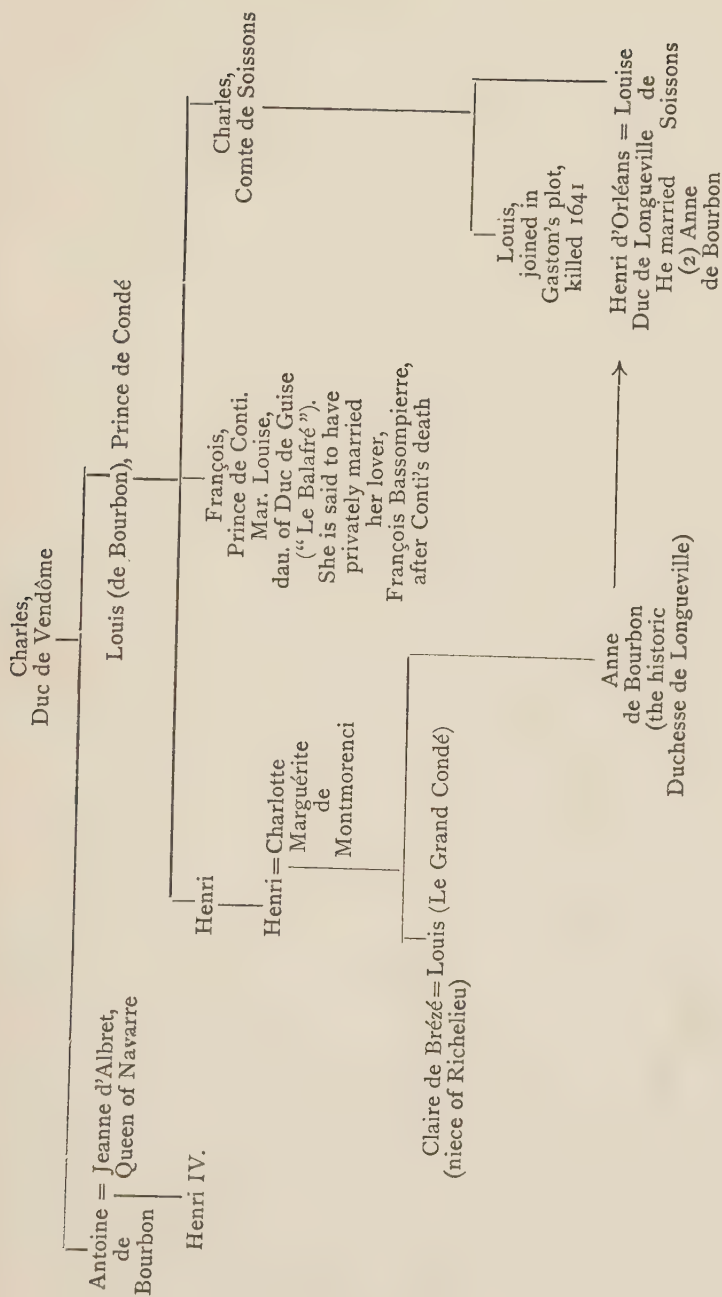 Charles,
Duc de Vendôme
Antoine = Jeanne d'Albret,
de Queen of Navarre
Bourbon
Henri IV.
Louis (de Bourbon), Prince de Condé
Henri
Henri = Charlotte
Marguérite
de
Montmorenci
François,
Prince de Conti.
Mar. Louise,
dau. of Duc de Guise
(“ Le Balafré ”).
She is said to have
privately married
her lover,
François Bassompierre,
after Conti's death
Charles,
Comte de Soissons
Claire de Brézé = Louis (Le Grand Condé)
(niece of Richelieu)
Louis,
joined in
Gaston's plot,
killed 1641
Anne
de Bourbon
(the historic
Duchesse de Longueville)
Henri d'Orléans = Louise
Duc de Longueville de
He married Soissons
(2) Anne
de Bourbon